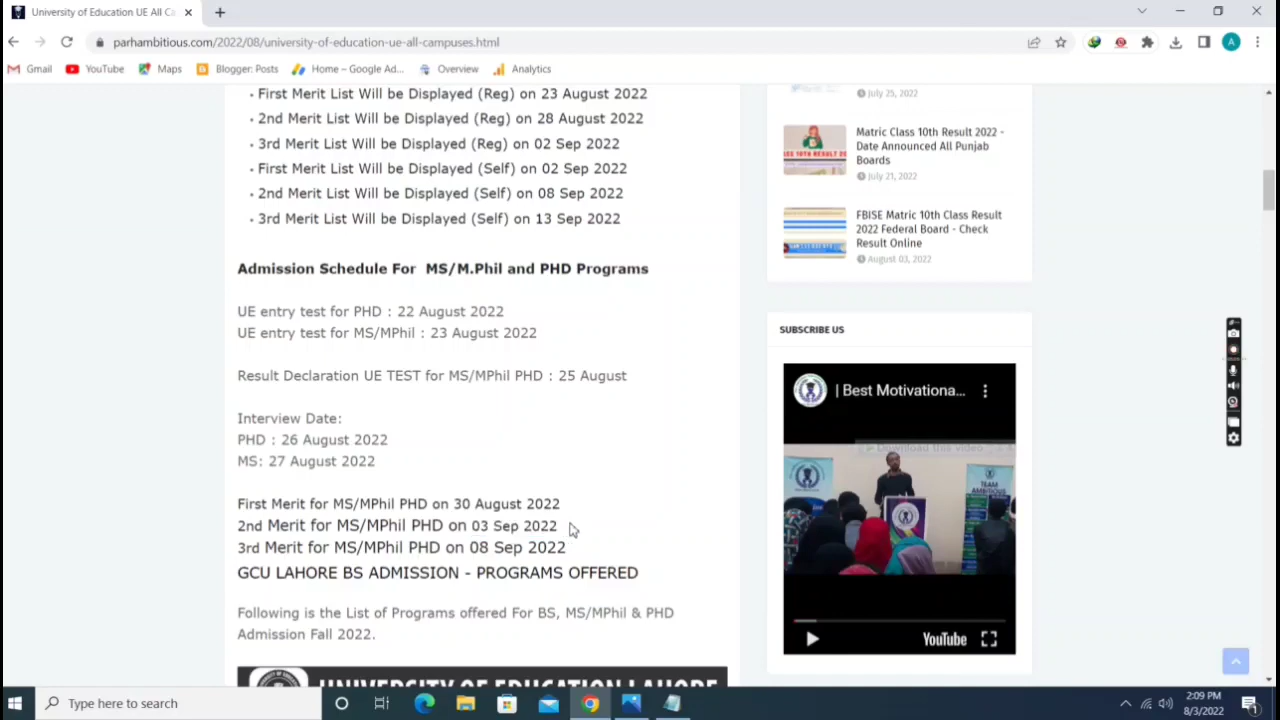 University of Education UE All Ca
parhambitious.com/2022/08/university-of-education-ue-all-campuses.html
A
Gmail
YouTube
Maps
Blogger: Posts
Home – Google Ad...
Overview
Analytics
• First Merit List Will be Displayed (Reg) on 23 August 2022
• 2nd Merit List Will be Displayed (Reg) on 28 August 2022
• 3rd Merit List Will be Displayed (Reg) on 02 Sep 2022
• First Merit List Will be Displayed (Self) on 02 Sep 2022
• 2nd Merit List Will be Displayed (Self) on 08 Sep 2022
• 3rd Merit List Will be Displayed (Self) on 13 Sep 2022
Admission Schedule For MS/M.Phil and PHD Programs
UE entry test for PHD : 22 August 2022
UE entry test for MS/MPhil : 23 August 2022
Result Declaration UE TEST for MS/MPhil PHD : 25 August
Interview Date:
PHD : 26 August 2022
MS: 27 August 2022
First Merit for MS/MPhil PHD on 30 August 2022
2nd Merit for MS/MPhil PHD on 03 Sep 2022
3rd Merit for MS/MPhil PHD on 08 Sep 2022
GCU LAHORE BS ADMISSION - PROGRAMS OFFERED
Following is the List of Programs offered For BS, MS/MPhil & PHD
Admission Fall 2022.
UNIVERSITY OF EDUCATION LAHORE
July 25, 2022
Matric Class 10th Result 2022 -
Date Announced All Punjab
Boards
July 21, 2022
FBISE Matric 10th Class Result
2022 Federal Board - Check
Result Online
August 03, 2022
SUBSCRIBE US
| Best Motivationa...
Download this video
TEAM
AMBITIOUS
YouTube
Type here to search
2:09 PM
8/3/2022
1